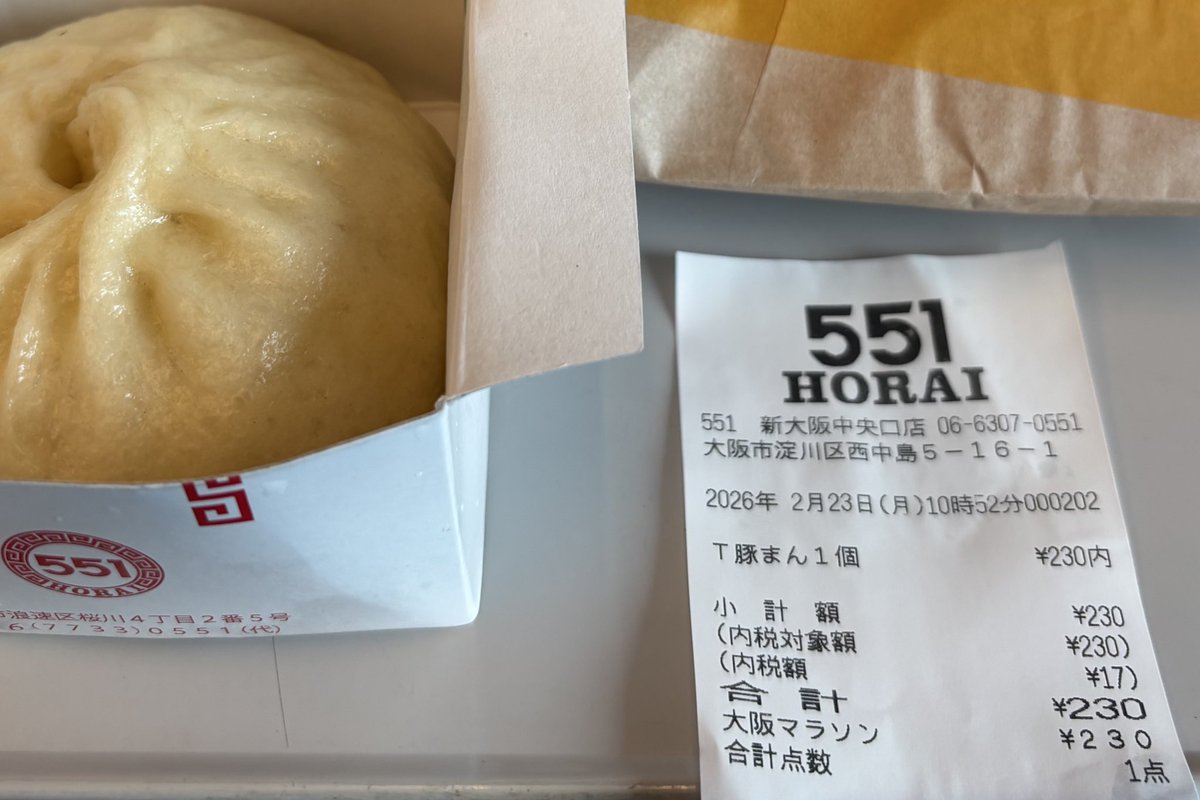 551
HORAI
市浪速区桜川4丁目2番5号
6(7733)0551(代)
551
HORAI
551 新大阪中央口店 06-6307-0551
大阪市淀川区西中島5-16-1
2026年 2月23日(月)10時52分000202
T豚まん1個 ¥230内
小 計 額 ¥230
(内税対象額 ¥230)
(内税額 ¥17)
合 計 ¥230
大阪マラソン ¥230
合計点数 1点